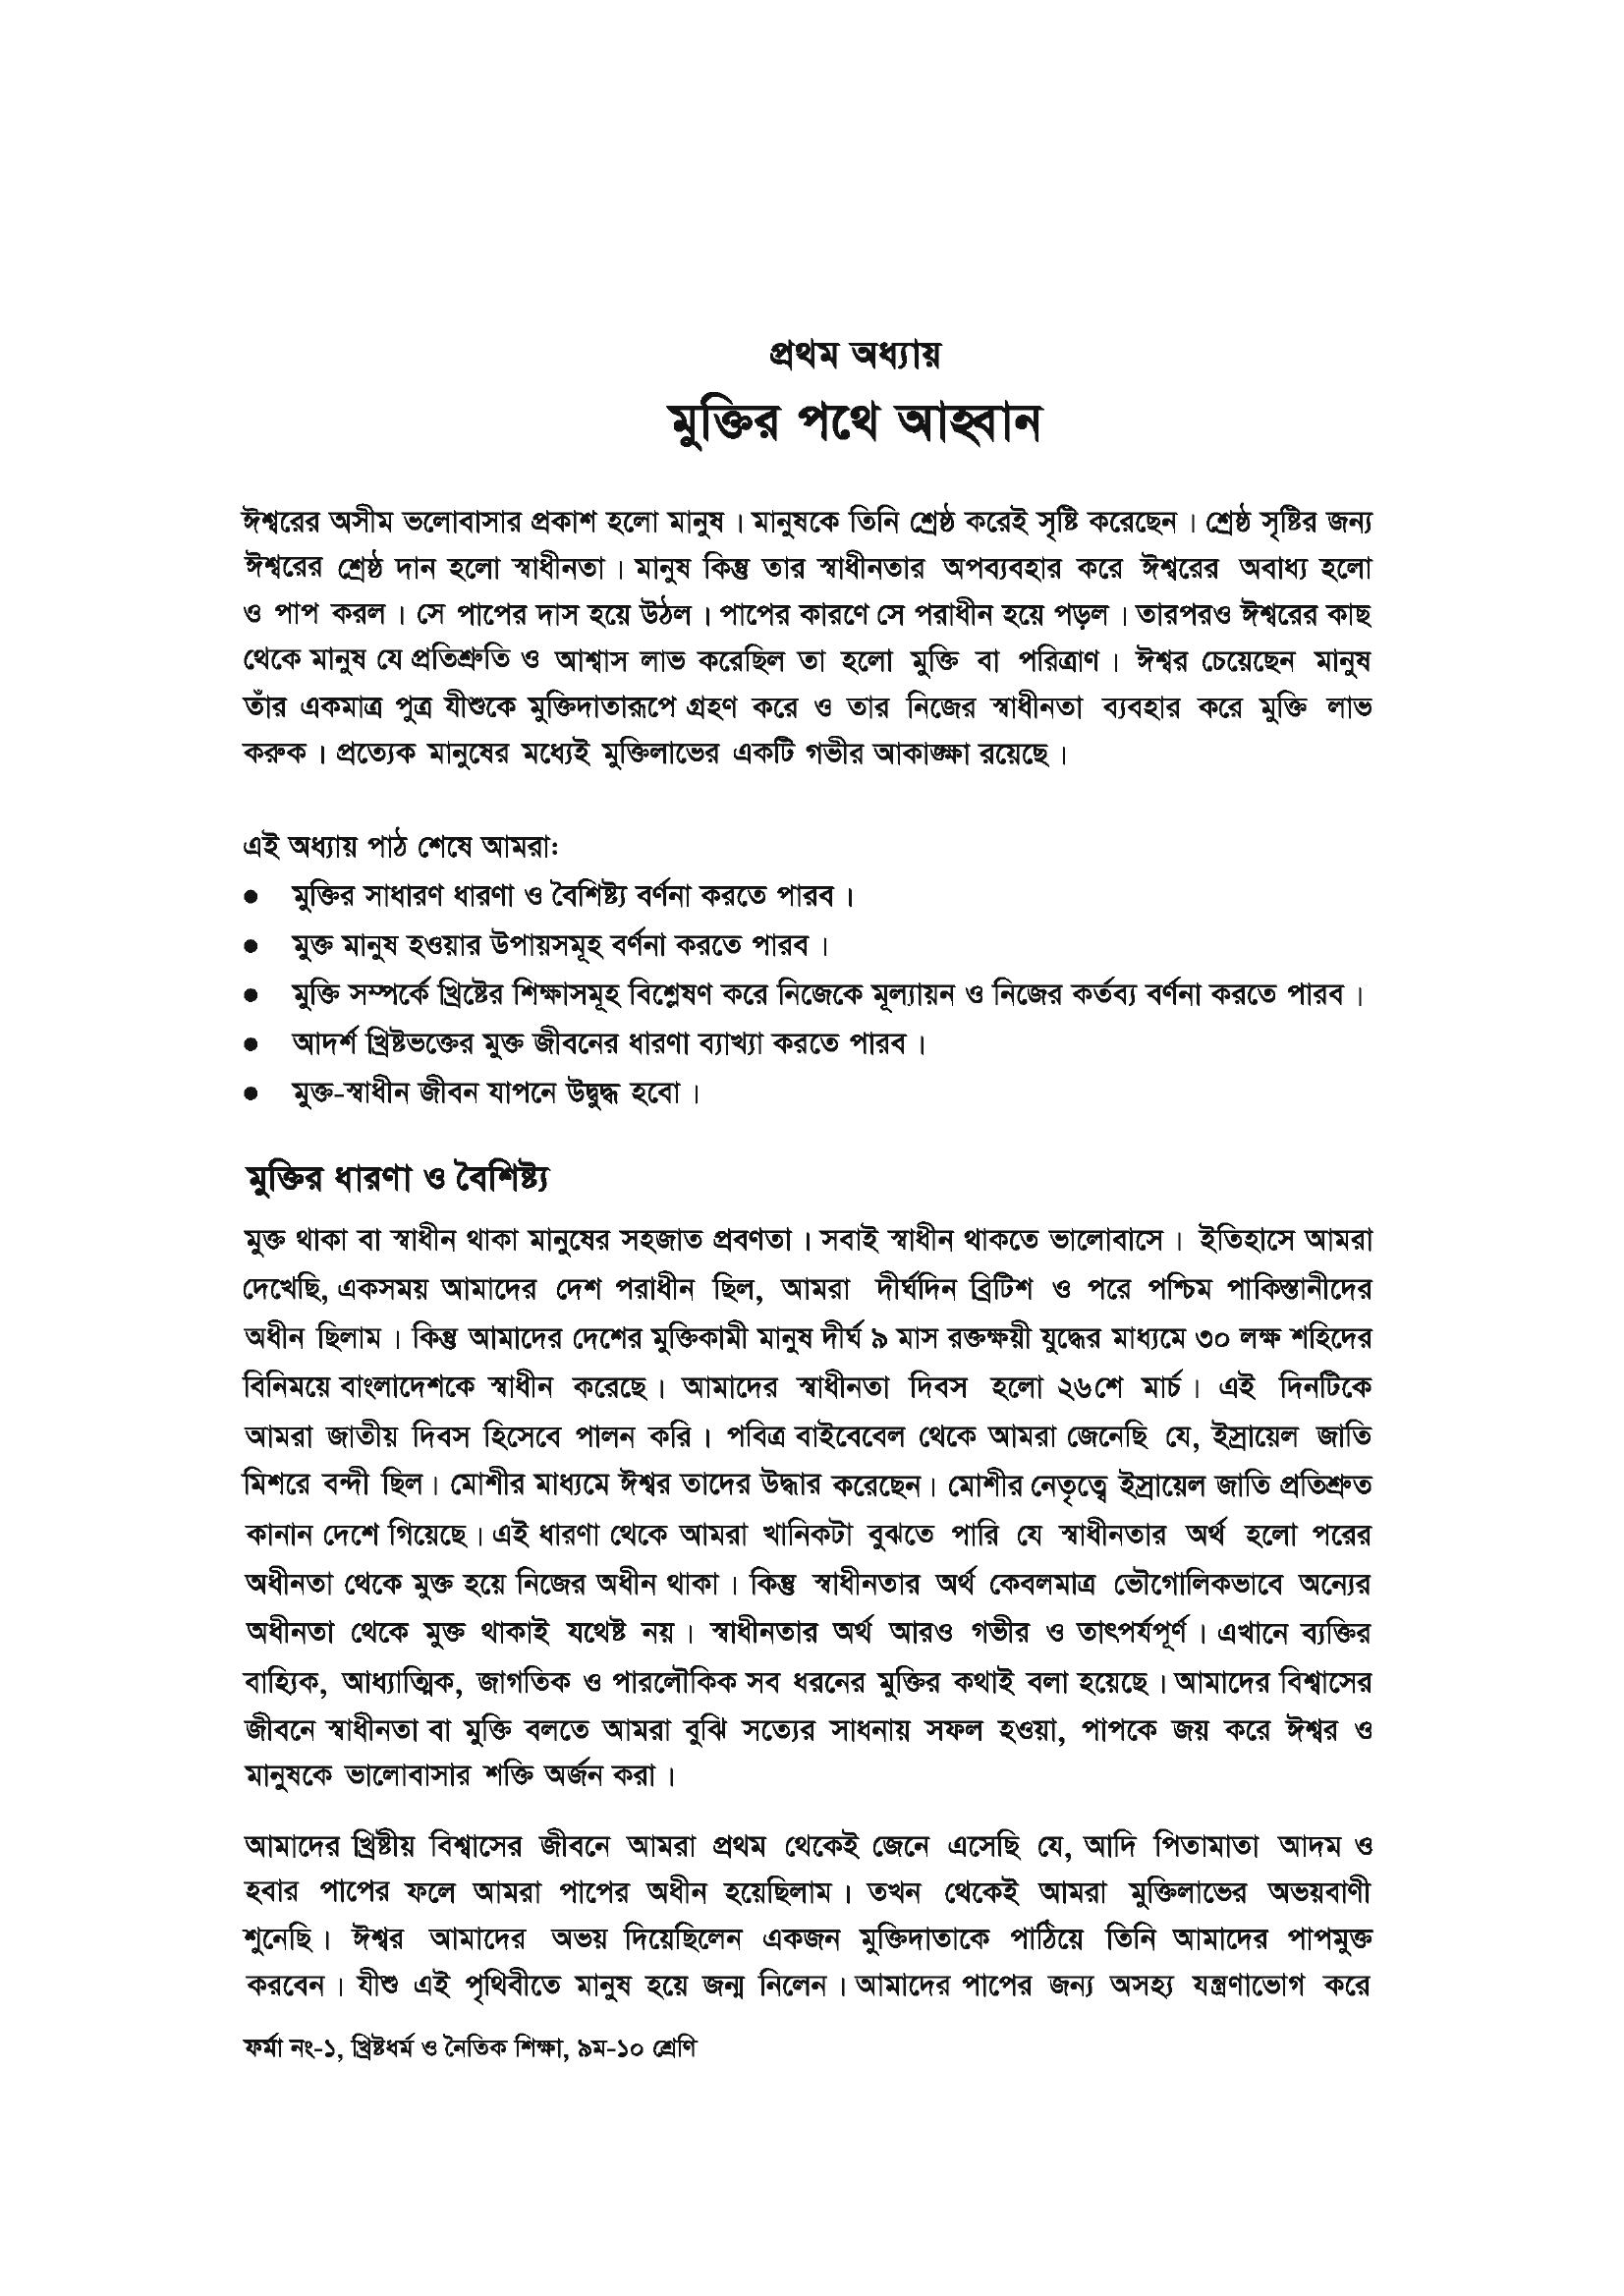 প্রথম অধ্যায়
মুক্তির পথে আহ্বান
ঈশ্বরের অসীম ভলোবাসার প্রকাশ হলো মানুষ। মানুষকে তিনি শ্রেষ্ঠ করেই সৃষ্টি করেছেন। শ্রেষ্ঠ সৃষ্টির জন্য
ঈশ্বরের শ্রেষ্ঠ দান হলো স্বাধীনতা। মানুষ কিন্তু তার স্বাধীনতার অপব্যবহার করে ঈশ্বরের অবাধ্য হলো
ও পাপ করল। সে পাপের দাস হয়ে উঠল। পাপের কারণে সে পরাধীন হয়ে পড়ল। তারপরও ঈশ্বরের কাছ
থেকে মানুষ যে প্রতিশ্রুতি ও আশ্বাস লাভ করেছিল তা হলো মুক্তি বা পরিত্রাণ। ঈশ্বর চেয়েছেন মানুষ
তাঁর একমাত্র পুত্র যীশুকে মুক্তিদাতারূপে গ্রহণ করে ও তার নিজের স্বাধীনতা ব্যবহার করে মুক্তি লাভ
করুক। প্রত্যেক মানুষের মধ্যেই মুক্তিলাভের একটি গভীর আকাঙ্ক্ষা রয়েছে।
এই অধ্যায় পাঠ শেষে আমরা:
● মুক্তির সাধারণ ধারণা ও বৈশিষ্ট্য বর্ণনা করতে পারব।
● মুক্ত মানুষ হওয়ার উপায়সমূহ বর্ণনা করতে পারব।
● মুক্তি সম্পর্কে খ্রিষ্টের শিক্ষাসমূহ বিশ্লেষণ করে নিজেকে মূল্যায়ন ও নিজের কর্তব্য বর্ণনা করতে পারব।
● আদর্শ খ্রিষ্টভক্তের মুক্ত জীবনের ধারণা ব্যাখ্যা করতে পারব।
● মুক্ত-স্বাধীন জীবন যাপনে উদ্বুদ্ধ হবো।
মুক্তির ধারণা ও বৈশিষ্ট্য
মুক্ত থাকা বা স্বাধীন থাকা মানুষের সহজাত প্রবণতা। সবাই স্বাধীন থাকতে ভালোবাসে। ইতিহাসে আমরা
দেখেছি, একসময় আমাদের দেশ পরাধীন ছিল, আমরা দীর্ঘদিন ব্রিটিশ ও পরে পশ্চিম পাকিস্তানীদের
অধীন ছিলাম। কিন্তু আমাদের দেশের মুক্তিকামী মানুষ দীর্ঘ ৯ মাস রক্তক্ষয়ী যুদ্ধের মাধ্যমে ৩০ লক্ষ শহিদের
বিনিময়ে বাংলাদেশকে স্বাধীন করেছে। আমাদের স্বাধীনতা দিবস হলো ২৬শে মার্চ। এই দিনটিকে
আমরা জাতীয় দিবস হিসেবে পালন করি। পবিত্র বাইবেবেল থেকে আমরা জেনেছি যে, ইস্রায়েল জাতি
মিশরে বন্দী ছিল। মোশীর মাধ্যমে ঈশ্বর তাদের উদ্ধার করেছেন। মোশীর নেতৃত্বে ইস্রায়েল জাতি প্রতিশ্রুত
কানান দেশে গিয়েছে। এই ধারণা থেকে আমরা খানিকটা বুঝতে পারি যে স্বাধীনতার অর্থ হলো পরের
অধীনতা থেকে মুক্ত হয়ে নিজের অধীন থাকা। কিন্তু স্বাধীনতার অর্থ কেবলমাত্র ভৌগোলিকভাবে অন্যের
অধীনতা থেকে মুক্ত থাকাই যথেষ্ট নয়। স্বাধীনতার অর্থ আরও গভীর ও তাৎপর্যপূর্ণ। এখানে ব্যক্তির
বাহ্যিক, আধ্যাত্মিক, জাগতিক ও পারলৌকিক সব ধরনের মুক্তির কথাই বলা হয়েছে। আমাদের বিশ্বাসের
জীবনে স্বাধীনতা বা মুক্তি বলতে আমরা বুঝি সত্যের সাধনায় সফল হওয়া, পাপকে জয় করে ঈশ্বর ও
মানুষকে ভালোবাসার শক্তি অর্জন করা।
আমাদের খ্রিষ্টীয় বিশ্বাসের জীবনে আমরা প্রথম থেকেই জেনে এসেছি যে, আদি পিতামাতা আদম ও
হবার পাপের ফলে আমরা পাপের অধীন হয়েছিলাম। তখন থেকেই আমরা মুক্তিলাভের অভয়বাণী
শুনেছি। ঈশ্বর আমাদের অভয় দিয়েছিলেন একজন মুক্তিদাতাকে পাঠিয়ে তিনি আমাদের পাপমুক্ত
করবেন। যীশু এই পৃথিবীতে মানুষ হয়ে জন্ম নিলেন। আমাদের পাপের জন্য অসহ্য যন্ত্রণাভোগ করে
ফর্মা নং-১, খ্রিষ্টধর্ম ও নৈতিক শিক্ষা, ৯ম-১০ শ্রেণি